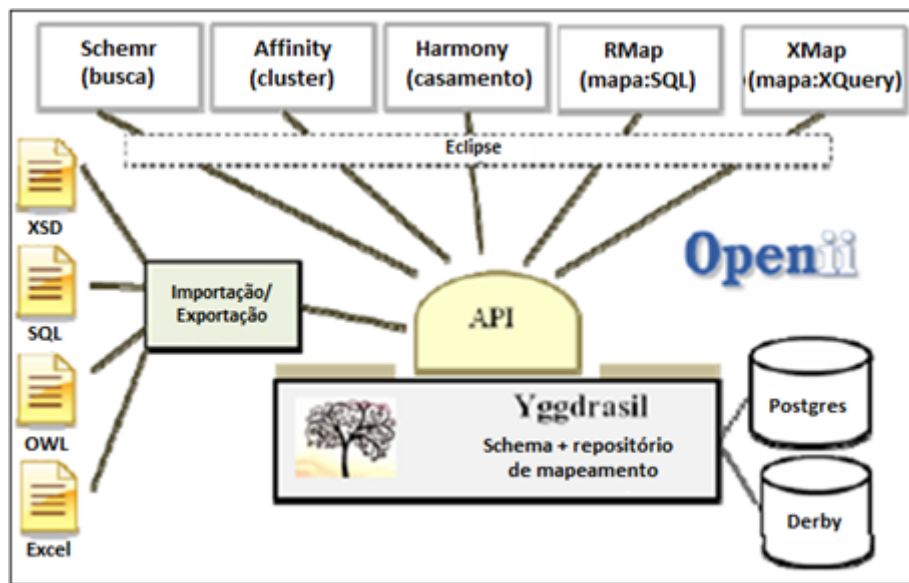 Schemr
(busca)
Affinity
(cluster)
Harmony
(casamento)
RMap
(mapa:SQL)
XMap
(mapa:XQuery)
Eclipse
XSD
SQL
OWL
Excel
Importação/
Exportação
API
Openii
Yggdrasil
Schema + repositório
de mapeamento
Postgres
Derby